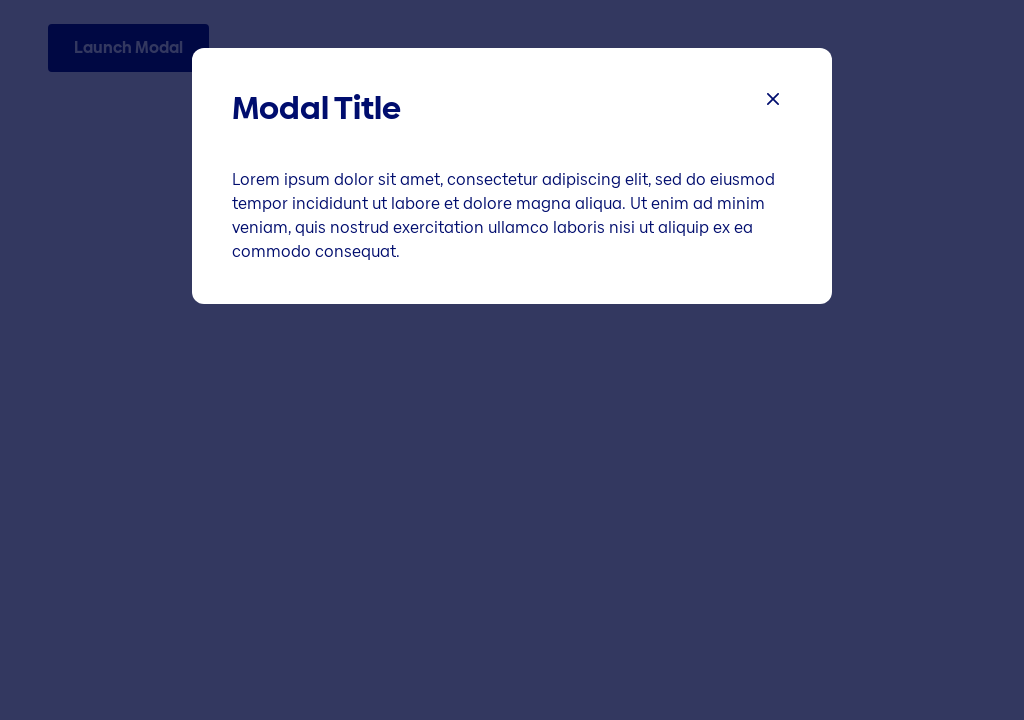 Launch Modal
Modal Title
Lorem ipsum dolor sit amet, consectetur adipiscing elit, sed do eiusmod
tempor incididunt ut labore et dolore magna aliqua. Ut enim ad minim
veniam, quis nostrud exercitation ullamco laboris nisi ut aliquip ex ea
commodo consequat.